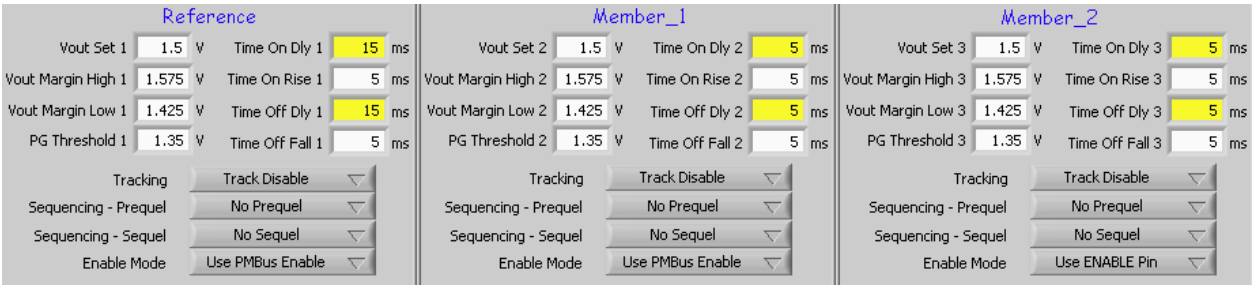 Reference
Vout Set 1 1.5 V Time On Dly 1 15 ms
Vout Margin High 1 1.575 V Time On Rise 1 5 ms
Vout Margin Low 1 1.425 V Time Off Dly 1 15 ms
PG Threshold 1 1.35 V Time Off Fall 1 5 ms
Tracking Track Disable
Sequencing - Prequel No Prequel
Sequencing - Sequel No Sequel
Enable Mode Use PMBus Enable
Member_1
Vout Set 2 1.5 V Time On Dly 2 5 ms
Vout Margin High 2 1.575 V Time On Rise 2 5 ms
Vout Margin Low 2 1.425 V Time Off Dly 2 5 ms
PG Threshold 2 1.35 V Time Off Fall 2 5 ms
Tracking Track Disable
Sequencing - Prequel No Prequel
Sequencing - Sequel No Sequel
Enable Mode Use PMBus Enable
Member_2
Vout Set 3 1.5 V Time On Dly 3 5 ms
Vout Margin High 3 1.575 V Time On Rise 3 5 ms
Vout Margin Low 3 1.425 V Time Off Dly 3 5 ms
PG Threshold 3 1.35 V Time Off Fall 3 5 ms
Tracking Track Disable
Sequencing - Prequel No Prequel
Sequencing - Sequel No Sequel
Enable Mode Use ENABLE Pin